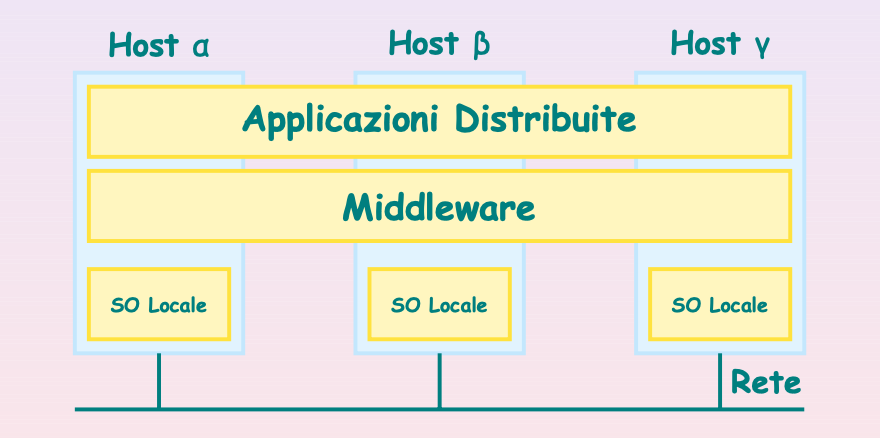 Host α
Host β
Host γ
Applicazioni Distribuite
Middleware
SO Locale
SO Locale
SO Locale
Rete